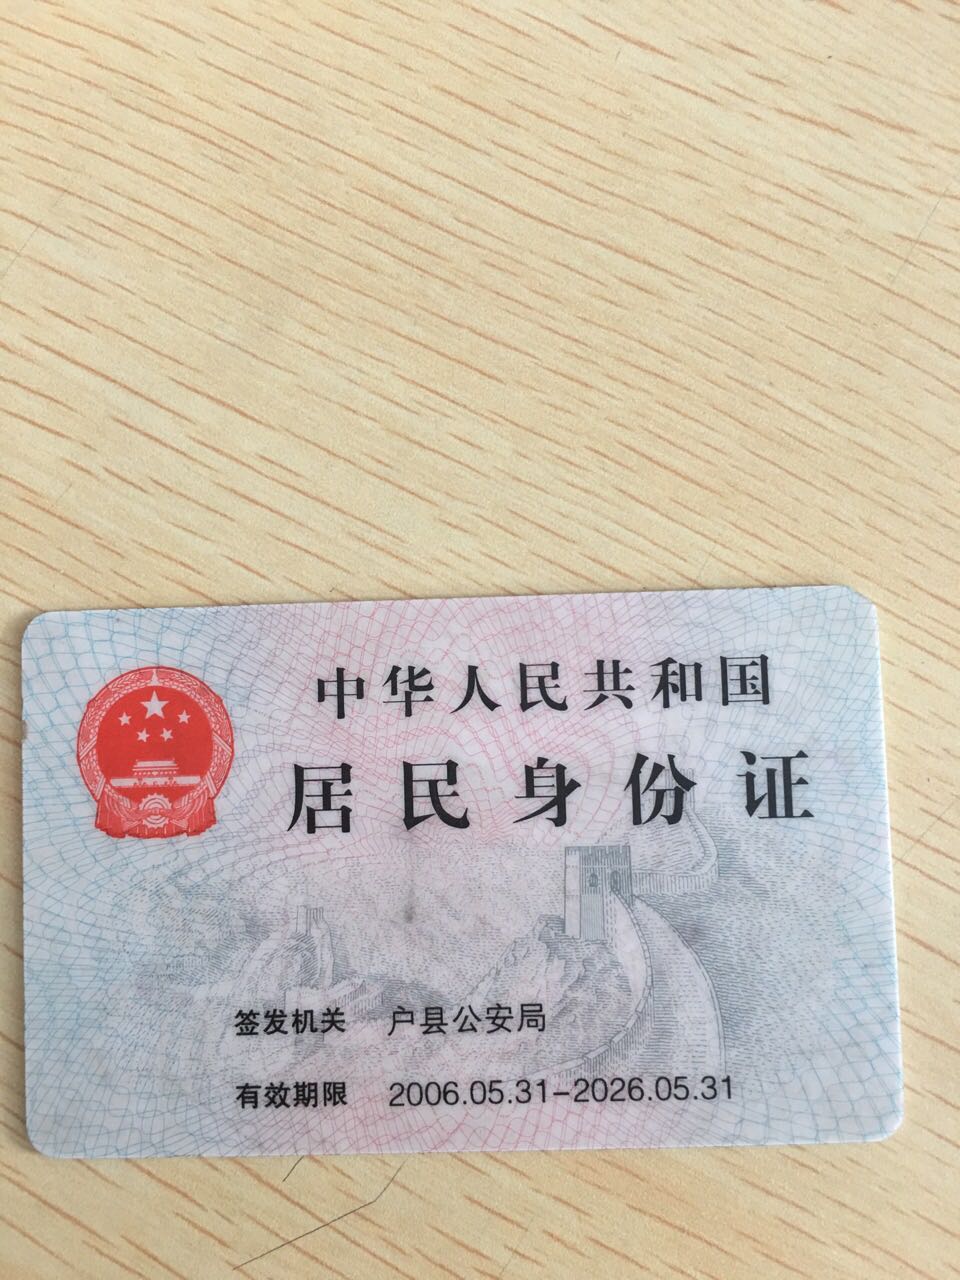 中华人民共和国
居民身份证
签发机关 户县公安局
有效期限 2006.05.31-2026.05.31